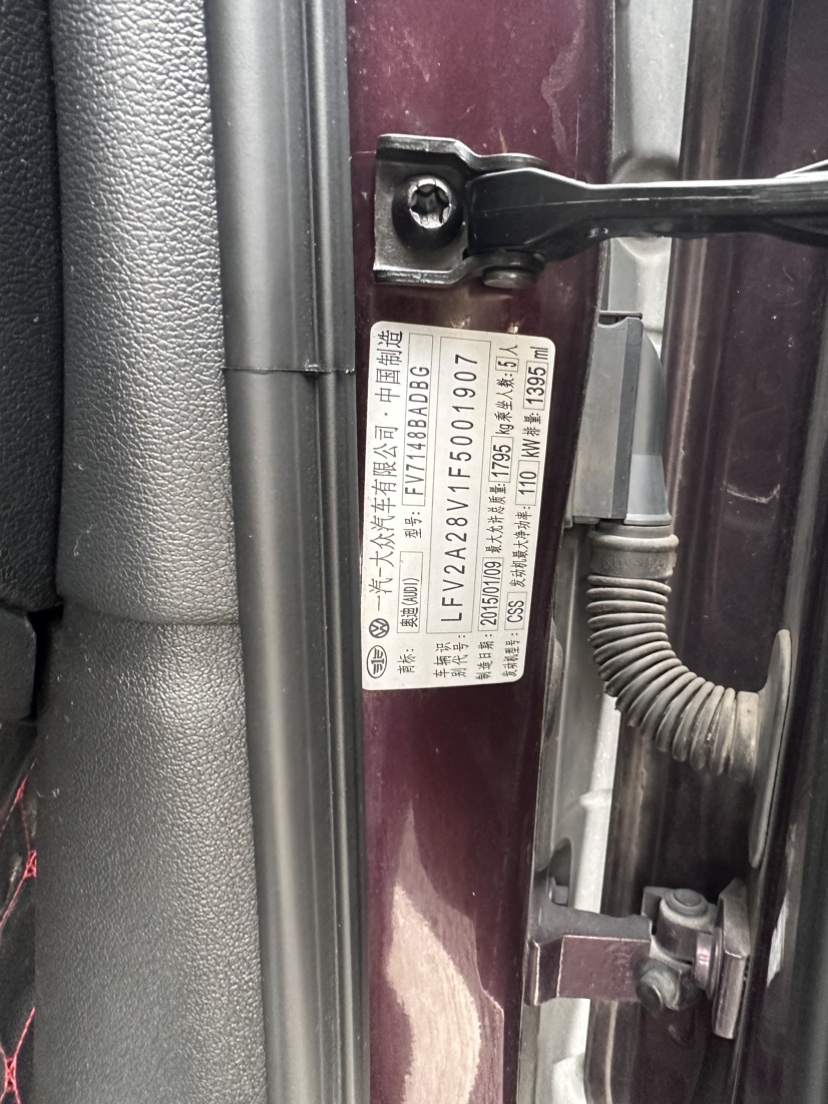 一汽-大众汽车有限公司·中国制造
商标: 奥迪(AUDI) 型号: FV7148BADBG
车辆识别代号: LFV2A28V1F5001907
制造日期: 2015/01/09 最大允许总质量: 1795 kg 乘坐人数: 5 人
发动机型号: CSS 发动机最大净功率: 110 kW 排量: 1395 ml